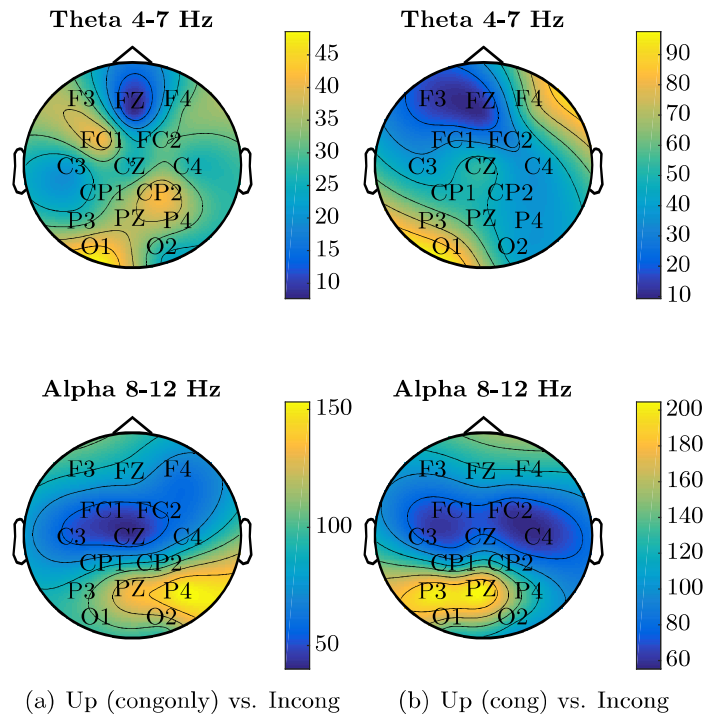 Theta 4-7 Hz
F3 FZ F4
FC1 FC2
C3 CZ C4
CP1 CP2
P3 PZ P4
O1 O2
45
40
35
30
25
20
15
10
Theta 4-7 Hz
F3 FZ F4
FC1 FC2
C3 CZ C4
CP1 CP2
P3 PZ P4
O1 O2
90
80
70
60
50
40
30
20
10
Alpha 8-12 Hz
F3 FZ F4
FC1 FC2
C3 CZ C4
CP1 CP2
P3 PZ P4
O1 O2
150
100
50
Alpha 8-12 Hz
F3 FZ F4
FC1 FC2
C3 CZ C4
CP1 CP2
P3 PZ P4
O1 O2
200
180
160
140
120
100
80
60
(a) Up (congonly) vs. Incong
(b) Up (cong) vs. Incong